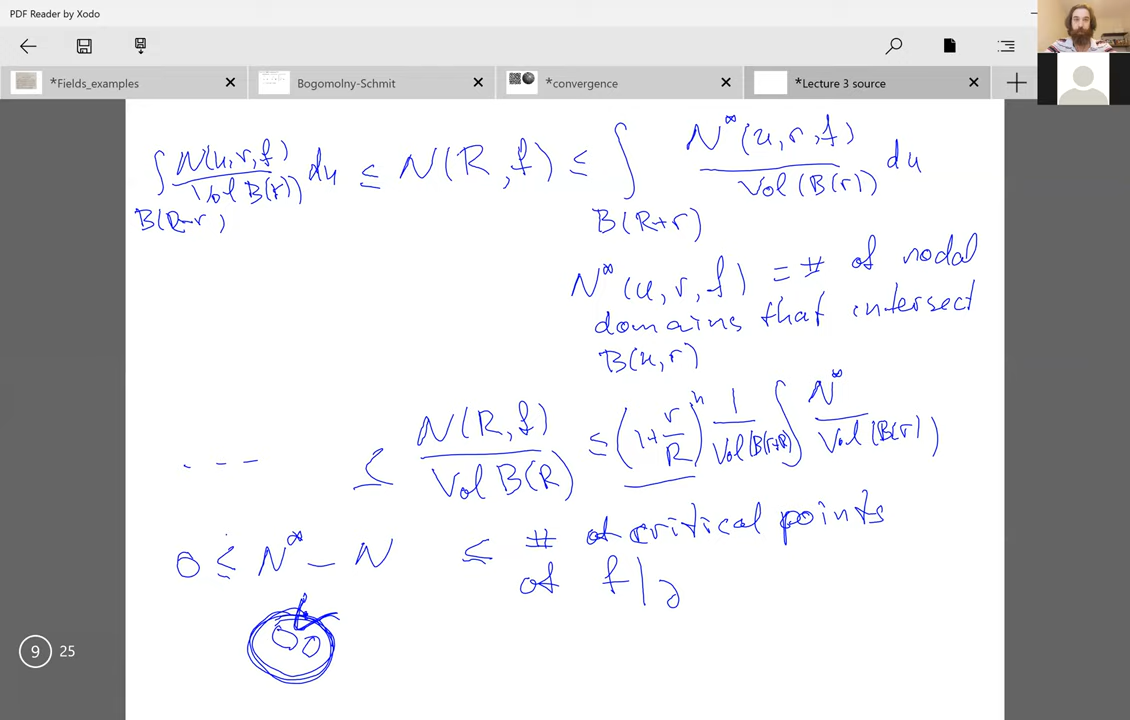 PDF Reader by Xodo
*Fields_examples
Bogomolny-Schmit
*convergence
*Lecture 3 source
∫_{B(R-r)} N(u,r,f)/Vol B(r) du ≤ N(R,f) ≤ ∫_{B(R+r)} N^∞(u,r,f)/Vol(B(r)) du
N^∞(u,r,f) = # of nodal
domains that intersect
B(u,r)
--- ≤ N(R,f)/Vol B(R) ≤ (1+r/R)^n 1/Vol(B(r+R)) ∫ N^∞/Vol(B(r))
0 ≤ N^∞ - N ≤ # of critical points
of f|∂
9 25